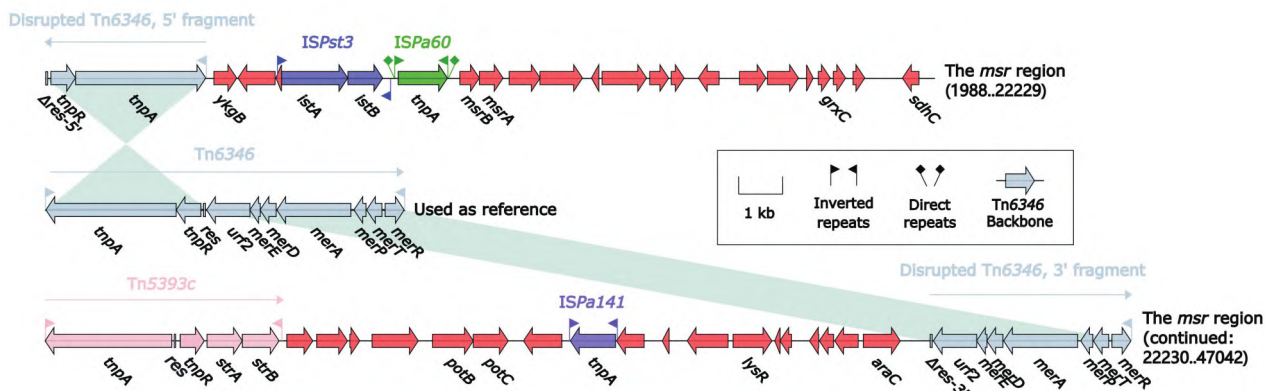 Disrupted Tn6346, 5' fragment
ISPst3
ISPa60
Δres-5'
tnpR
tnpA
ykgB
IstA
IstB
tnpA
msrB
msrA
grxC
sdhC
The msr region
(1988..22229)
Tn6346
tnpA
tnpR
res
urf2
merE
merD
merA
merP
merT
merR
Used as reference
1 kb
Inverted
repeats
Direct
repeats
Tn6346
Backbone
Tn5393c
ISPa141
Disrupted Tn6346, 3' fragment
tnpA
res
tnpR
strA
strB
potB
potC
tnpA
lysR
araC
urf2
merE
merD
merA
merP
merR
The msr region
(continued:
22230..47042)